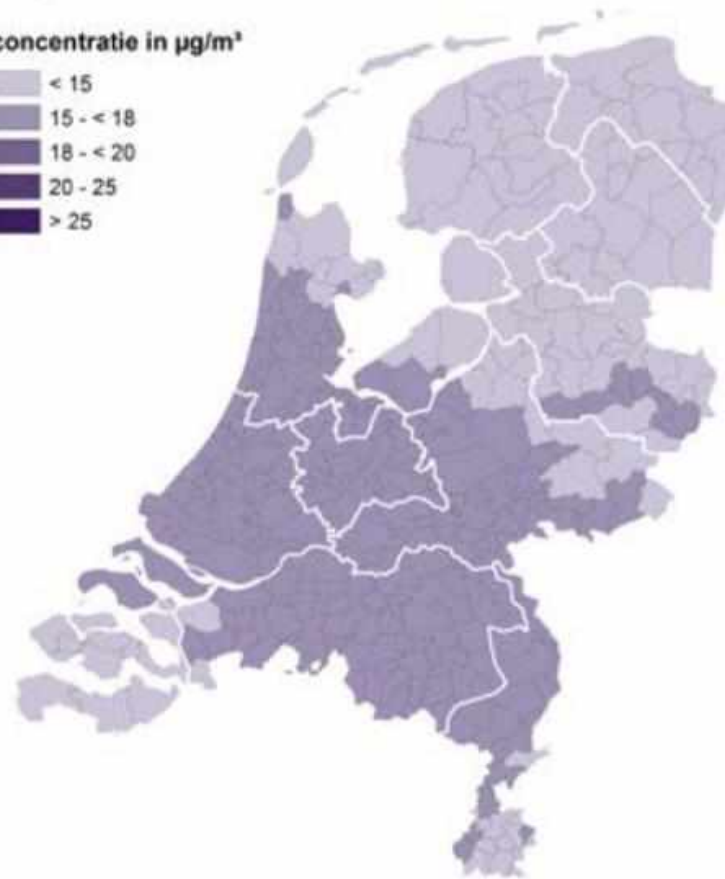 concentratie in µg/m³
< 15
15 - < 18
18 - < 20
20 - 25
> 25